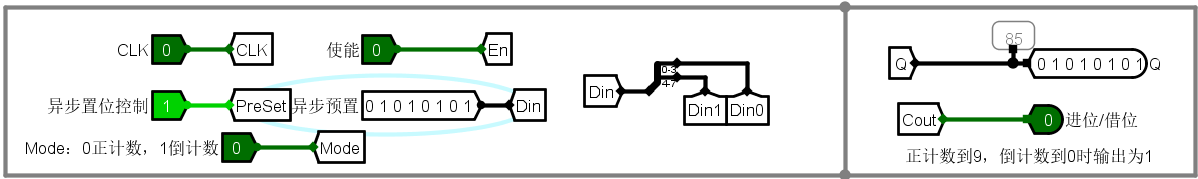 CLK 0 CLK 使能 0 En
异步置位控制 1 PreSet 异步预置 0 1 0 1 0 1 0 1 Din
Mode：0正计数，1倒计数 0 Mode
Din 0-3
4-7
Din1 Din0
85
Q 0 1 0 1 0 1 0 1 Q
Cout 0 进位/借位
正计数到9，倒计数到0时输出为1